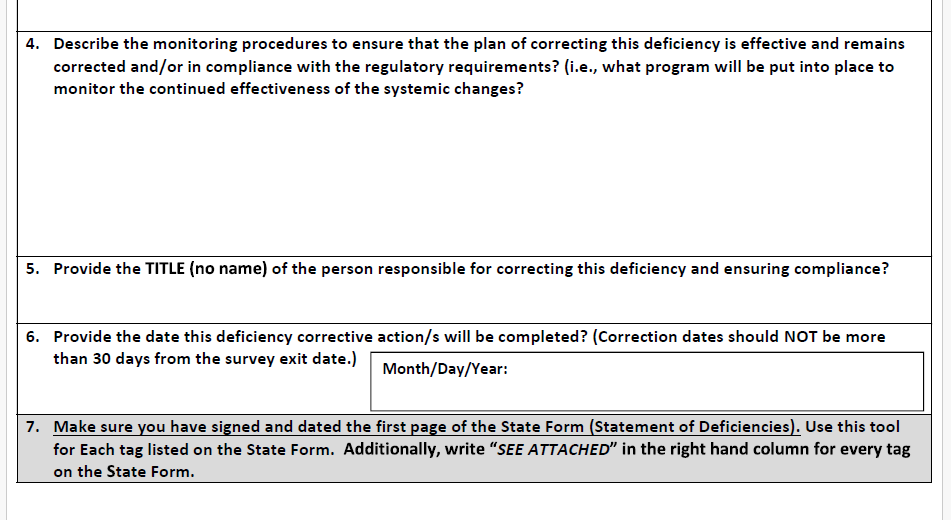 4. Describe the monitoring procedures to ensure that the plan of correcting this deficiency is effective and remains
corrected and/or in compliance with the regulatory requirements? (i.e., what program will be put into place to
monitor the continued effectiveness of the systemic changes?
5. Provide the TITLE (no name) of the person responsible for correcting this deficiency and ensuring compliance?
6. Provide the date this deficiency corrective action/s will be completed? (Correction dates should NOT be more
than 30 days from the survey exit date.)
Month/Day/Year:
7. Make sure you have signed and dated the first page of the State Form (Statement of Deficiencies). Use this tool
for Each tag listed on the State Form. Additionally, write “SEE ATTACHED” in the right hand column for every tag
on the State Form.